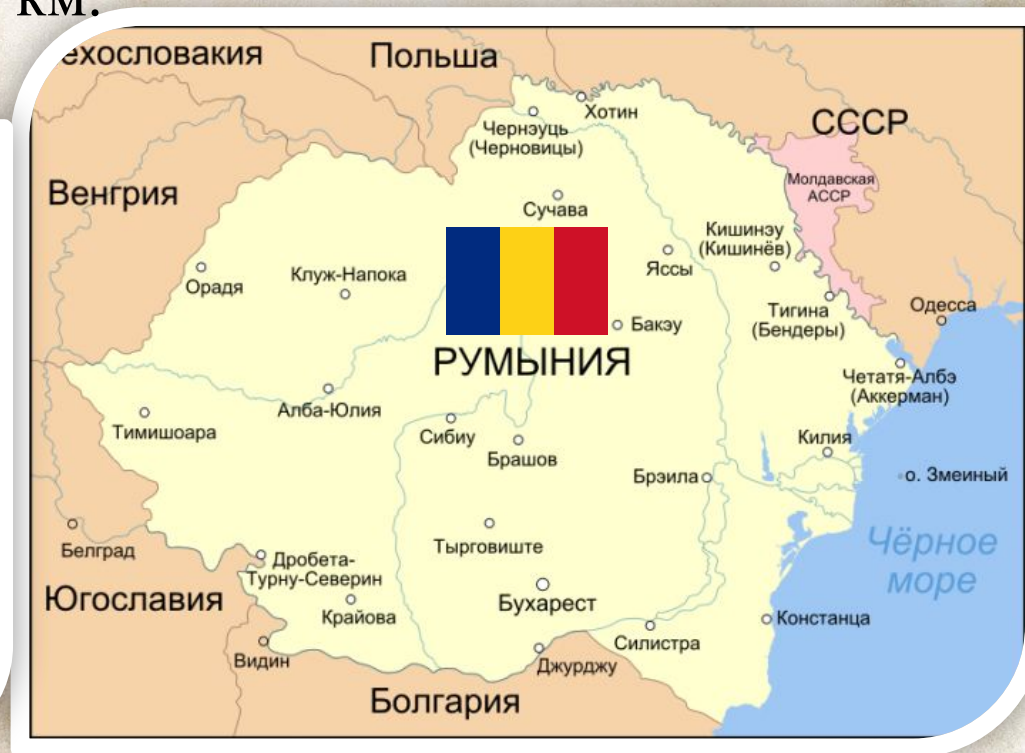 км.
ехословакия
Польша
Хотин
Чернэуць
(Черновицы)
СССР
Молдавская
АССР
Венгрия
Сучава
Кишинэу
(Кишинёв)
Яссы
Орадя
Клуж-Напока
Тигина
(Бендеры)
Одесса
Бакэу
РУМЫНИЯ
Четатя-Албэ
(Аккерман)
Алба-Юлия
Тимишоара
Сибиу
Брашов
Килия
Брэила
о. Змеиный
Белград
Тырговиште
Чёрное
море
Дробета-
Турну-Северин
Югославия
Крайова
Бухарест
Констанца
Силистра
Видин
Джурджу
Болгария